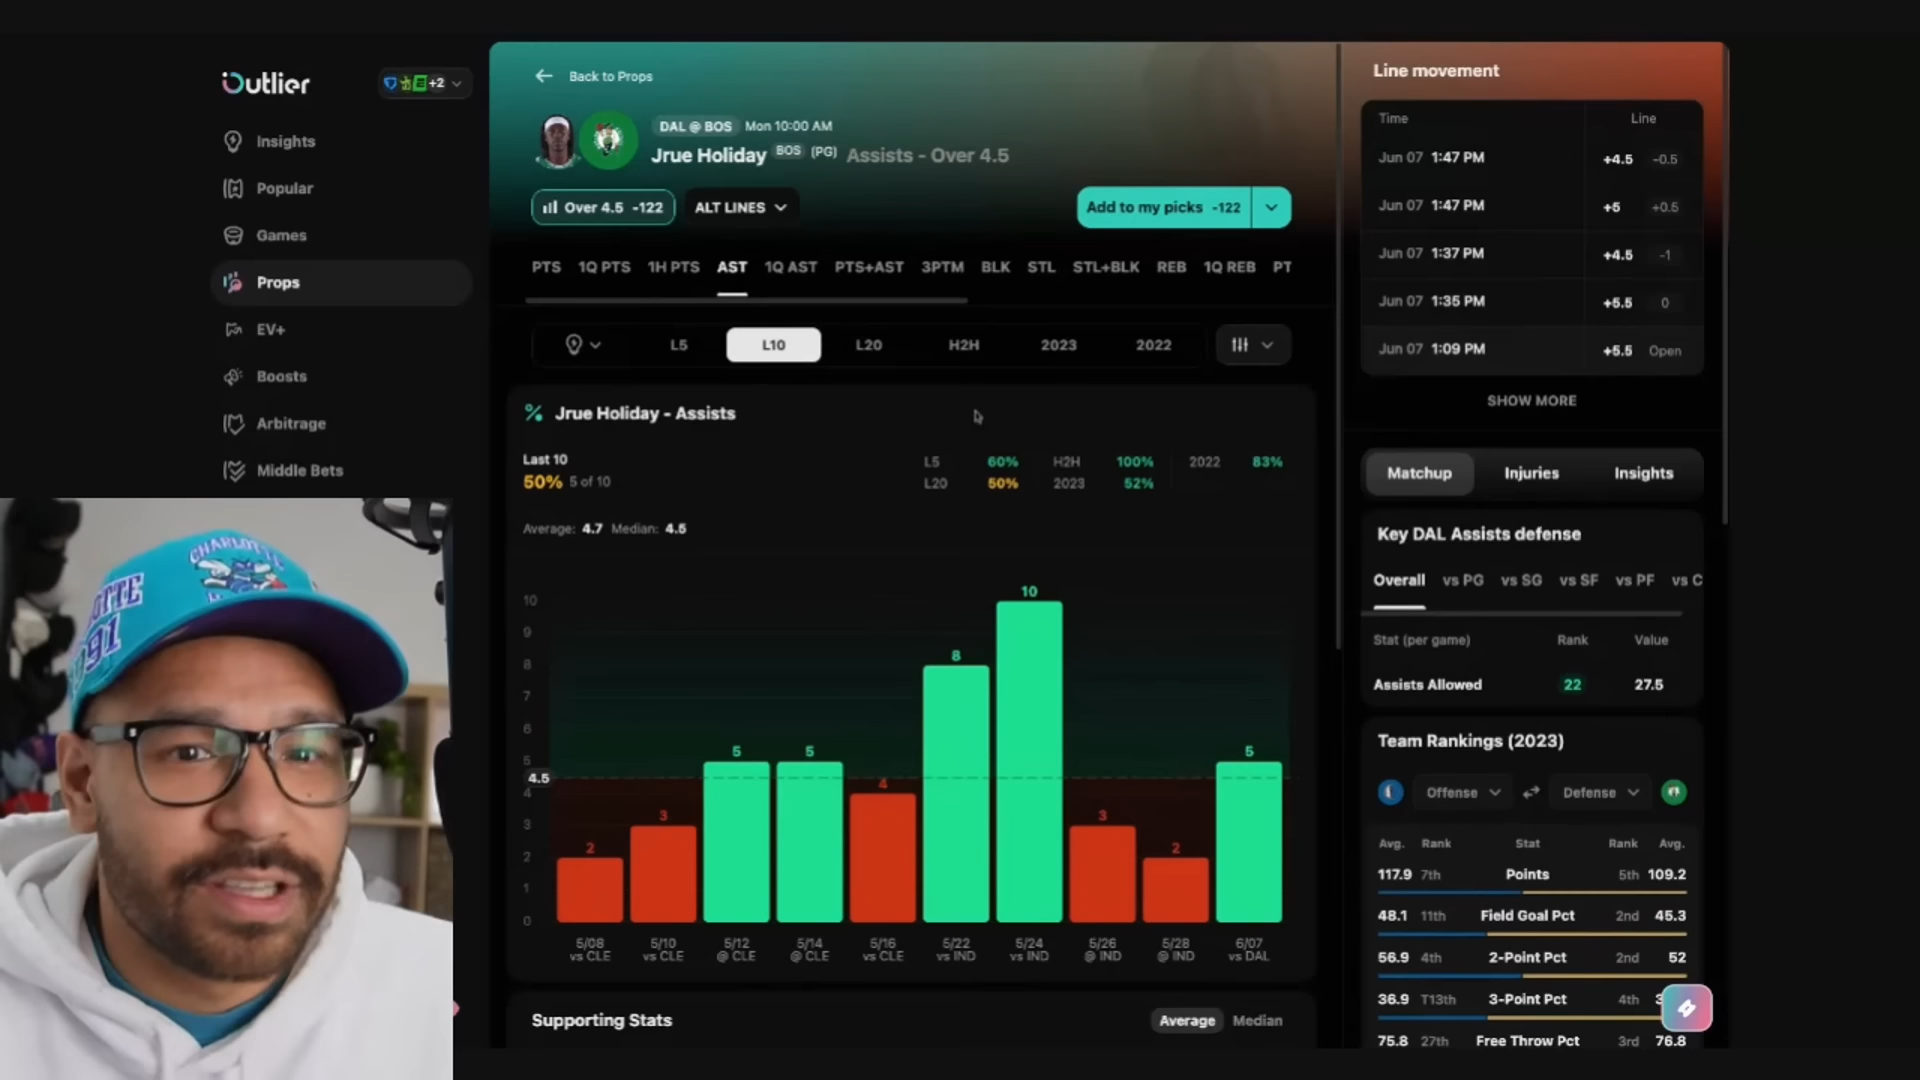 Outlier
+2
Insights
Popular
Games
Props
EV+
Boosts
Arbitrage
Middle Bets
Back to Props
DAL @ BOS Mon 10:00 AM
Jrue Holiday BOS (PG) Assists - Over 4.5
Over 4.5 -122 ALT LINES
Add to my picks -122
PTS 1Q PTS 1H PTS AST 1Q AST PTS+AST 3PTM BLK STL STL+BLK REB 1Q REB PT
L5 L10 L20 H2H 2023 2022
% Jrue Holiday - Assists
Last 10
50% 5 of 10
L5 60% H2H 100% 2022 83%
L20 50% 2023 52%
Average: 4.7 Median: 4.5
10
9
8
7
6
5
4.5
4
3
2
1
0
2 3 5 5 4 8 10 3 2 5
5/08 5/10 5/12 5/14 5/16 5/22 5/24 5/26 5/28 6/07
vs CLE vs CLE @ CLE @ CLE vs CLE vs IND vs IND @ IND @ IND vs DAL
Supporting Stats
Average Median
Line movement
Time Line
Jun 07 1:47 PM +4.5 -0.5
Jun 07 1:47 PM +5 +0.5
Jun 07 1:37 PM +4.5 -1
Jun 07 1:35 PM +5.5 0
Jun 07 1:09 PM +5.5 Open
SHOW MORE
Matchup Injuries Insights
Key DAL Assists defense
Overall vs PG vs SG vs SF vs PF vs C
Stat (per game) Rank Value
Assists Allowed 22 27.5
Team Rankings (2023)
Offense Defense
Avg. Rank Stat Rank Avg.
117.9 7th Points 5th 109.2
48.1 11th Field Goal Pct 2nd 45.3
56.9 4th 2-Point Pct 2nd 52
36.9 T13th 3-Point Pct 4th
75.8 27th Free Throw Pct 3rd 76.8
CHARLOTTE
91